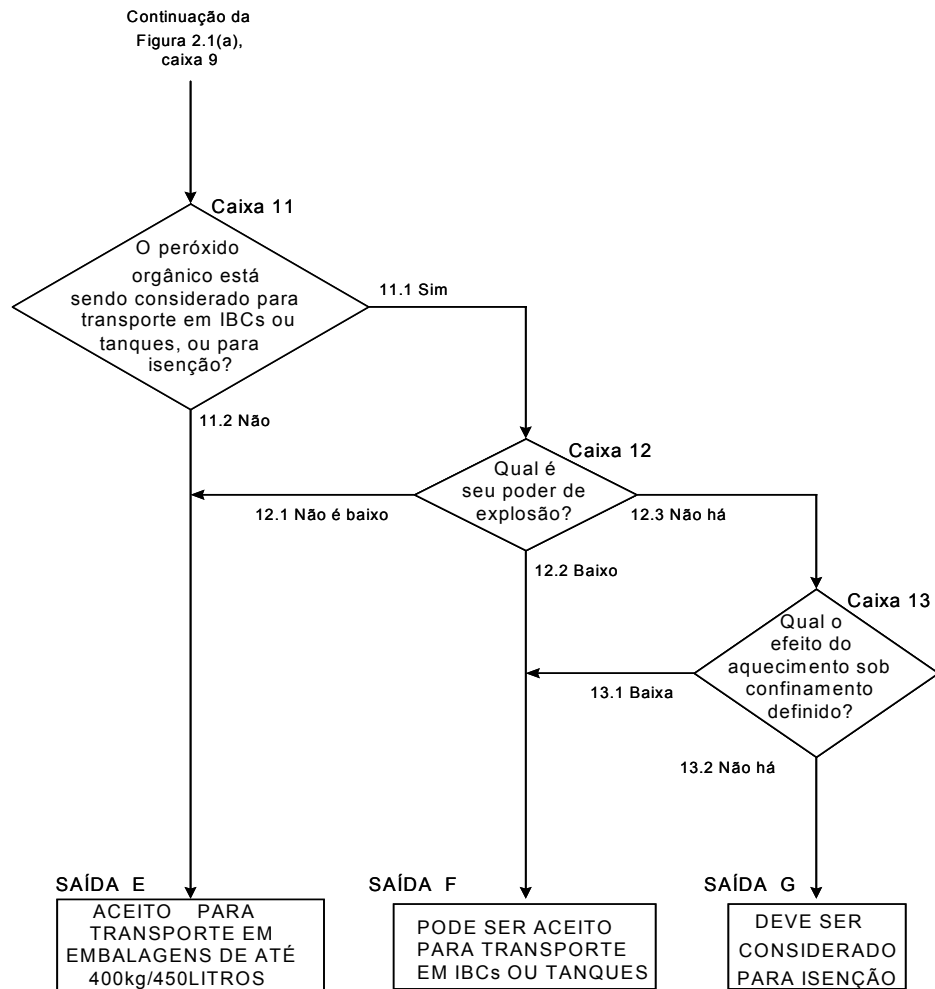 Continuação da
Figura 2.1(a),
caixa 9
Caixa 11
O peróxido
orgânico está
sendo considerado para
transporte em IBCs ou
tanques, ou para
isenção?
11.1 Sim
11.2 Não
Caixa 12
Qual é
seu poder de
explosão?
12.1 Não é baixo
12.3 Não há
12.2 Baixo
Caixa 13
Qual o
efeito do
aquecimento sob
confinamento
definido?
13.1 Baixa
13.2 Não há
SAÍDA E
ACEITO PARA
TRANSPORTE EM
EMBALAGENS DE ATÉ
400kg/450LITROS
SAÍDA F
PODE SER ACEITO
PARA TRANSPORTE
EM IBCs OU TANQUES
SAÍDA G
DEVE SER
CONSIDERADO
PARA ISENÇÃO